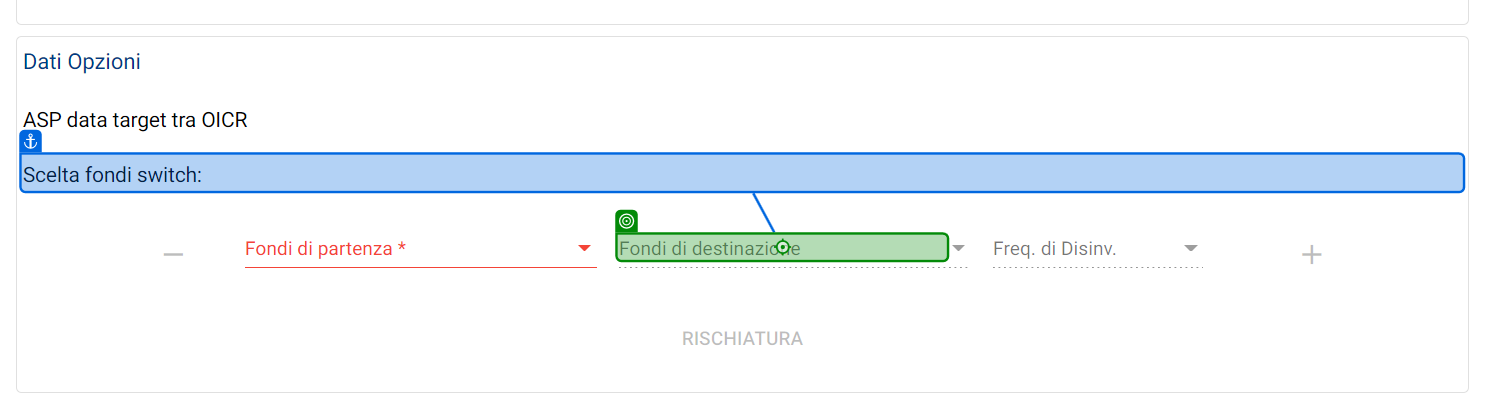 Dati Opzioni
ASP data target tra OICR
Scelta fondi switch:
Fondi di partenza * Fondi di destinazione Freq. di Disinv.
RISCHIATURA